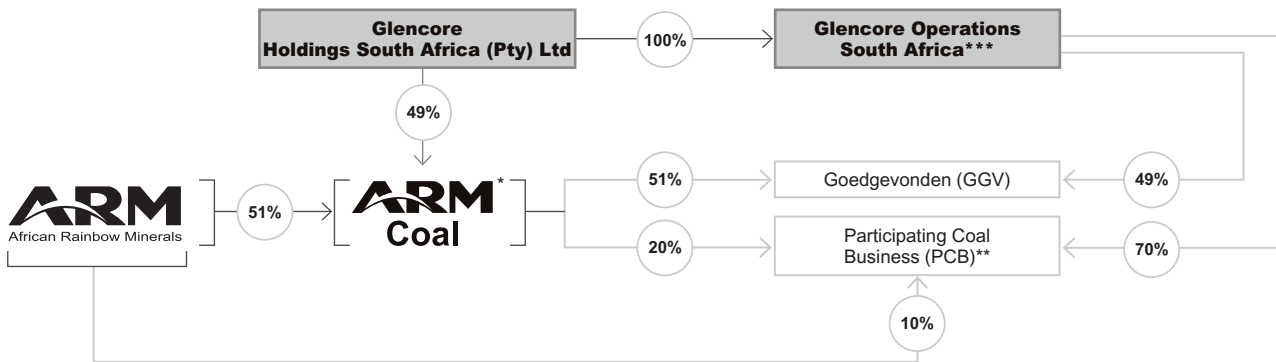 Glencore
Holdings South Africa (Pty) Ltd
100%
Glencore Operations
South Africa***
49%
ARM
African Rainbow Minerals
51%
ARM*
Coal
51%
Goedgevonden (GGV)
49%
20%
Participating Coal
Business (PCB)**
70%
10%